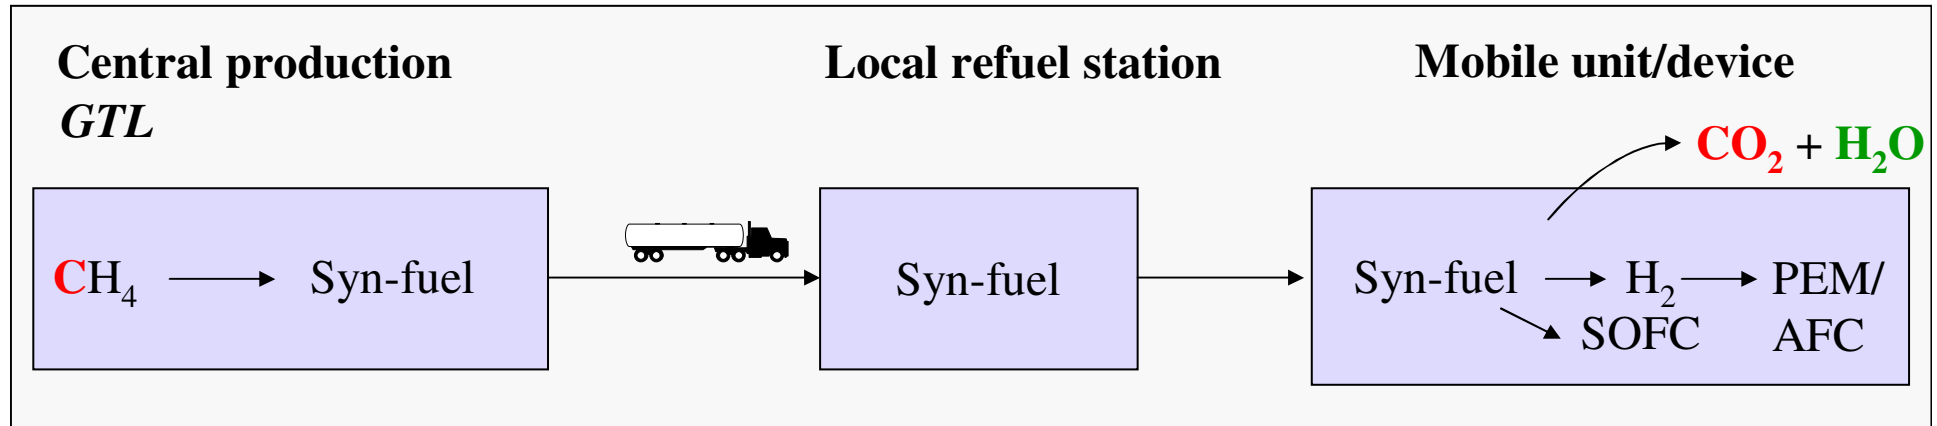 Central production
GTL
Local refuel station
Mobile unit/device
CO₂ + H₂O
CH₄
Syn-fuel
Syn-fuel
Syn-fuel
H₂
PEM/
SOFC
AFC